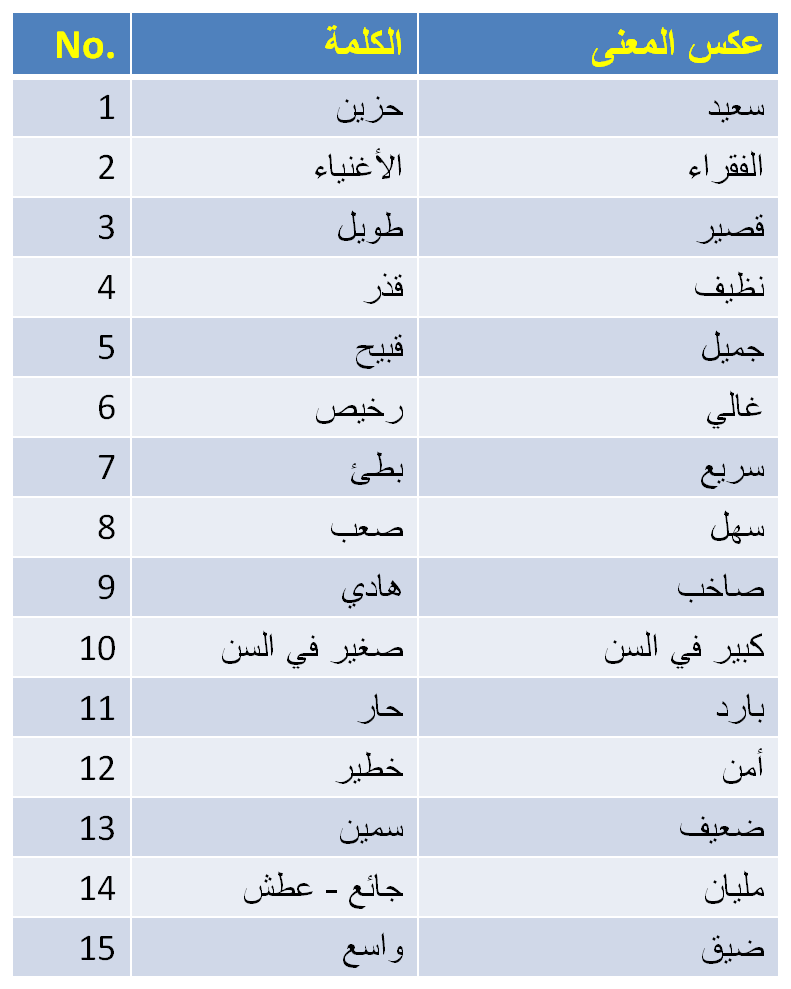 No. الكلمة عكس المعنى
1 حزين سعيد
2 الأغنياء الفقراء
3 طويل قصير
4 قذر نظيف
5 قبيح جميل
6 رخيص غالي
7 بطئ سريع
8 صعب سهل
9 هادي صاخب
10 صغير في السن كبير في السن
11 حار بارد
12 خطير أمن
13 سمين ضعيف
14 جائع - عطش مليان
15 واسع ضيق